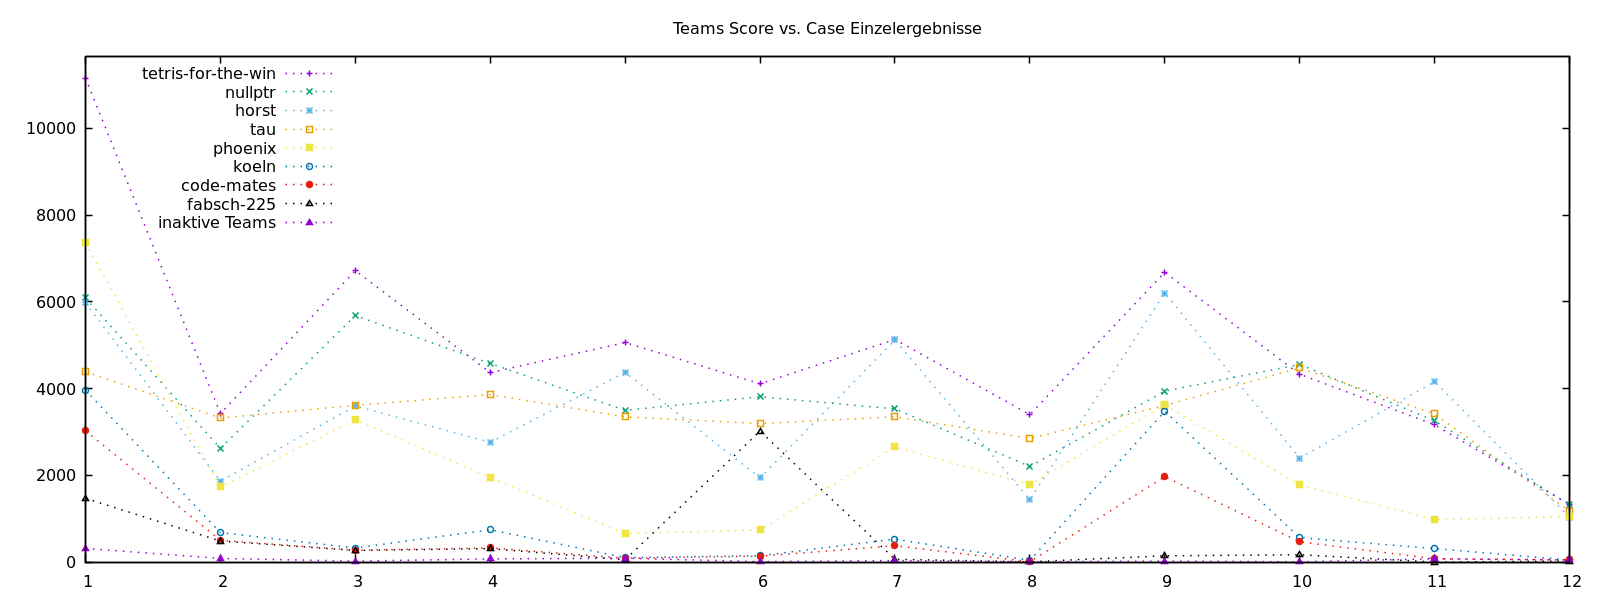 Teams Score vs. Case Einzelergebnisse
tetris-for-the-win
nullptr
horst
tau
phoenix
koeln
code-mates
fabsch-225
inaktive Teams
10000
8000
6000
4000
2000
0
1 2 3 4 5 6 7 8 9 10 11 12